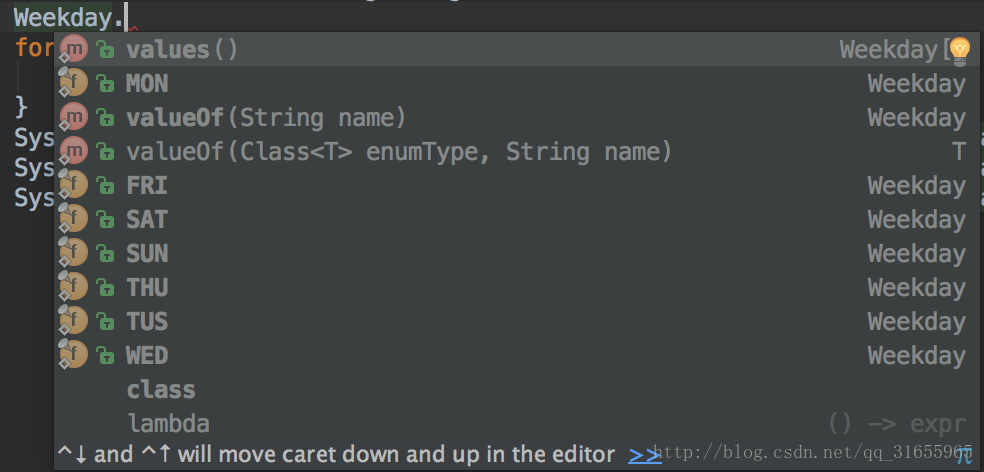 Weekday.
for
values() Weekday[
MON Weekday
}
valueOf(String name) Weekday
Sys
valueOf(Class<T> enumType, String name) T
Sys
FRI Weekday
Sys
SAT Weekday
SUN Weekday
THU Weekday
TUS Weekday
WED Weekday
class
lambda () -> expr
^↓ and ^↑ will move caret down and up in the editor >> http://blog.csdn.net/qq_31655965 π